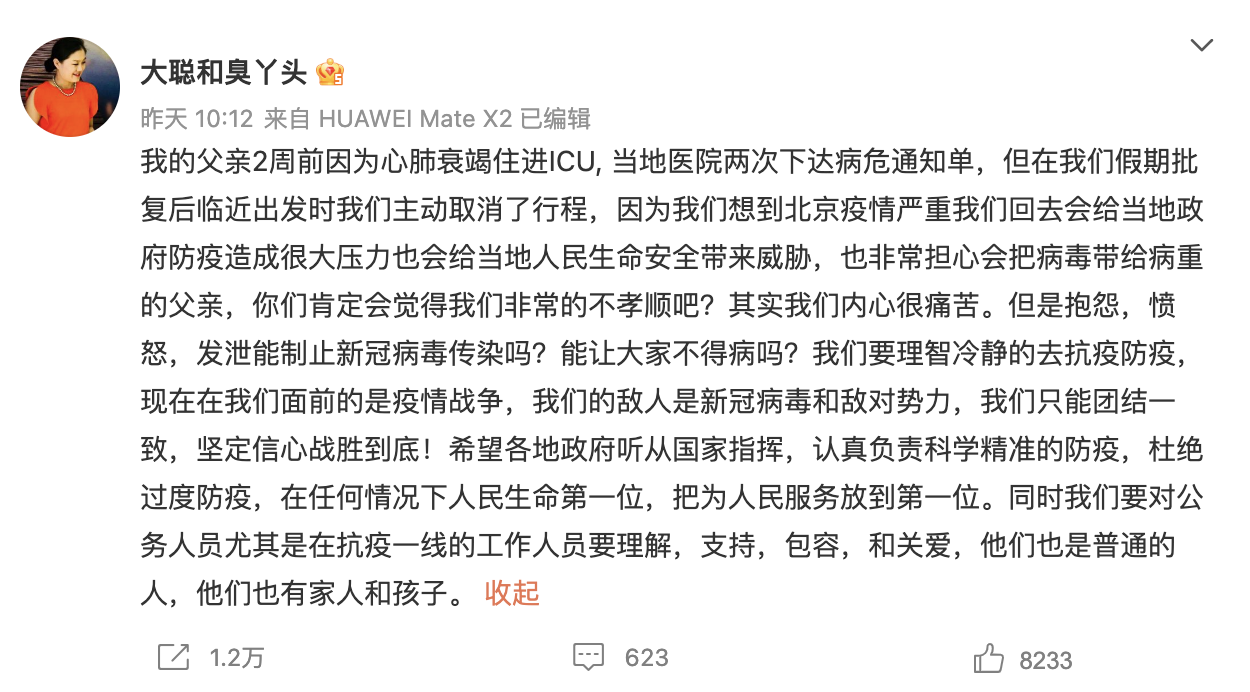 大聪和臭丫头 5
昨天 10:12 来自 HUAWEI Mate X2 已编辑
我的父亲2周前因为心肺衰竭住进ICU, 当地医院两次下达病危通知单，但在我们假期批
复后临近出发时我们主动取消了行程，因为我们想到北京疫情严重我们回去会给当地政
府防疫造成很大压力也会给当地人民生命安全带来威胁，也非常担心会把病毒带给病重
的父亲，你们肯定会觉得我们非常的不孝顺吧？其实我们内心很痛苦。但是抱怨，愤
怒，发泄能制止新冠病毒传染吗？能让大家不得病吗？我们要理智冷静的去抗疫防疫，
现在在我们面前的是疫情战争，我们的敌人是新冠病毒和敌对势力，我们只能团结一
致，坚定信心战胜到底！希望各地政府听从国家指挥，认真负责科学精准的防疫，杜绝
过度防疫，在任何情况下人民生命第一位，把为人民服务放到第一位。同时我们要对公
务人员尤其是在抗疫一线的工作人员要理解，支持，包容，和关爱，他们也是普通的
人，他们也有家人和孩子。 收起
1.2万 623 8233